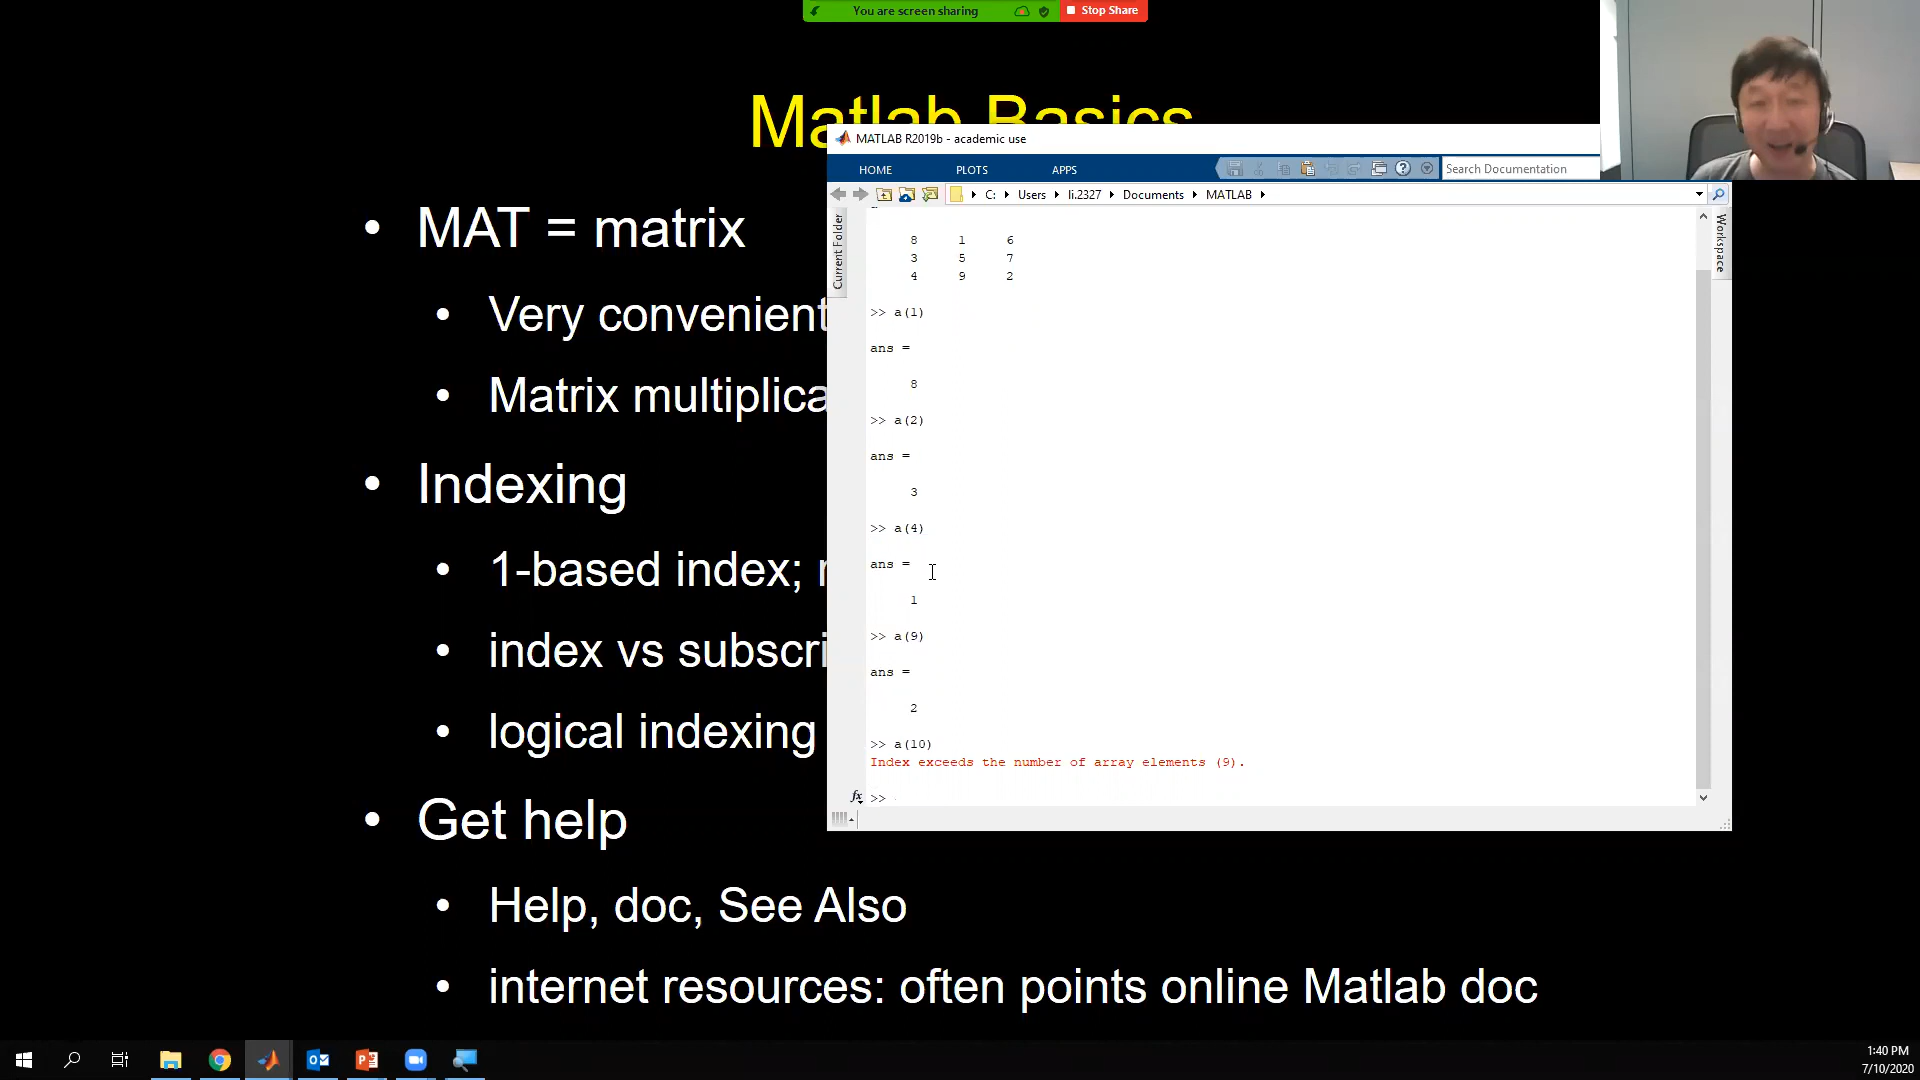 You are screen sharing
Stop Share
Matlab Basics
MATLAB R2019b - academic use
HOME PLOTS APPS
Search Documentation
C: Users li.2327 Documents MATLAB
Current Folder
Workspace
8 1 6
3 5 7
4 9 2
>> a(1)
ans =
8
>> a(2)
ans =
3
>> a(4)
ans =
1
>> a(9)
ans =
2
>> a(10)
Index exceeds the number of array elements (9).
fx >>
• MAT = matrix
• Very convenient
• Matrix multiplica
• Indexing
• 1-based index;
• index vs subscri
• logical indexing
• Get help
• Help, doc, See Also
• internet resources: often points online Matlab doc
1:40 PM
7/10/2020